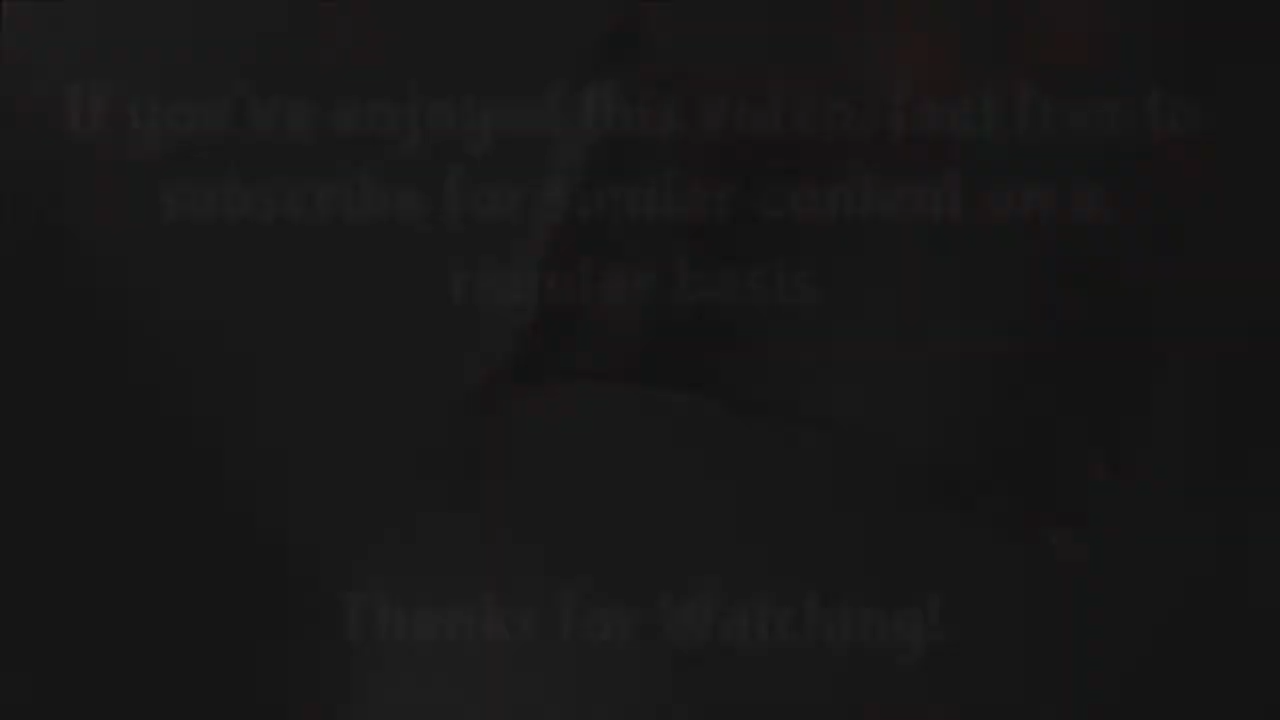 If you've enjoyed this video, feel free to
subscribe for similar content on a
regular basis.
Thanks for Watching!